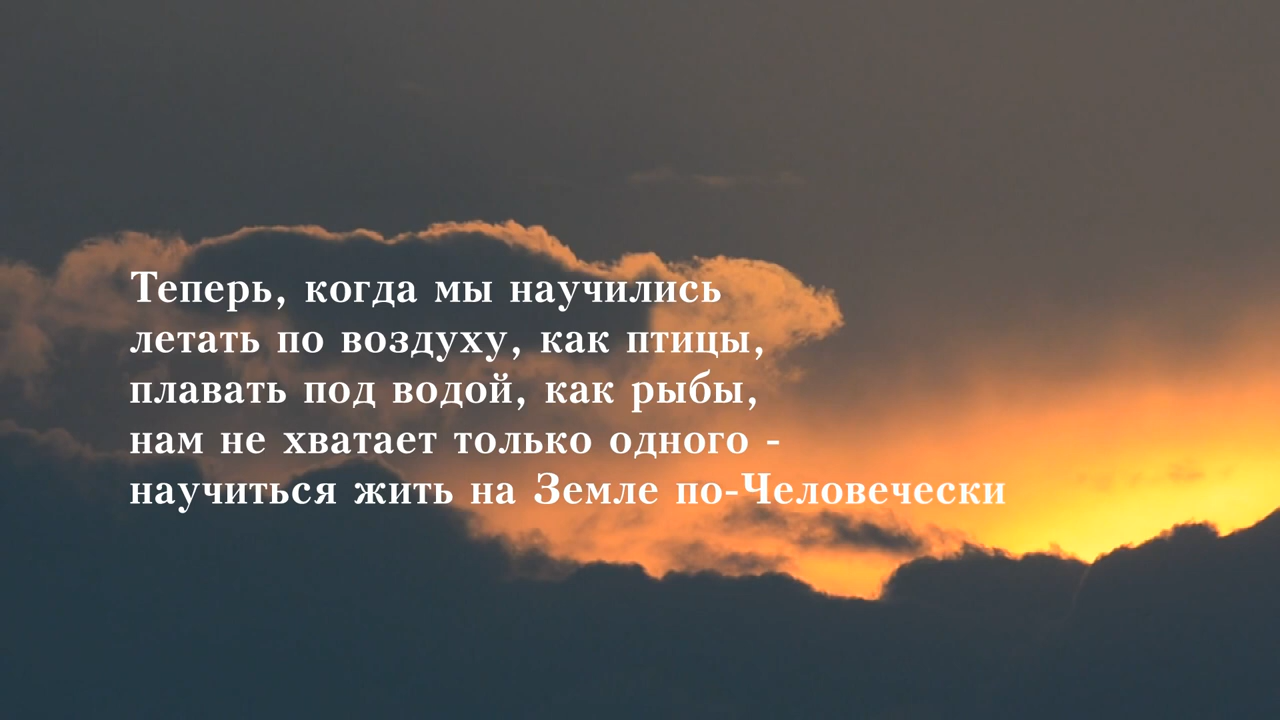 Теперь, когда мы научились
летать по воздуху, как птицы,
плавать под водой, как рыбы,
нам не хватает только одного -
научиться жить на Земле по-Человечески